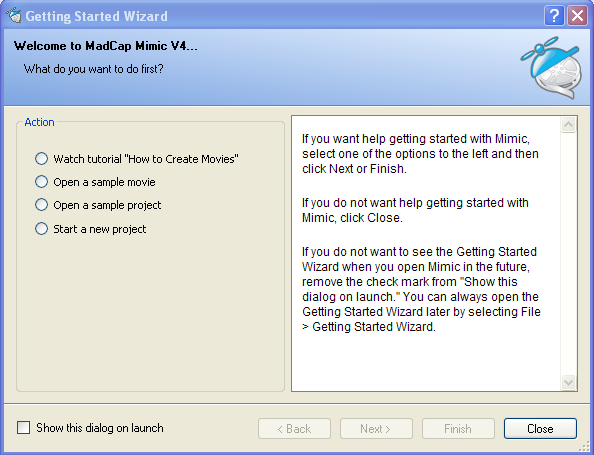 Getting Started Wizard
?
Welcome to MadCap Mimic V4...
What do you want to do first?
Action
Watch tutorial "How to Create Movies"
Open a sample movie
Open a sample project
Start a new project
If you want help getting started with Mimic,
select one of the options to the left and then
click Next or Finish.
If you do not want help getting started with
Mimic, click Close.
If you do not want to see the Getting Started
Wizard when you open Mimic in the future,
remove the check mark from "Show this
dialog on launch." You can always open the
Getting Started Wizard later by selecting File
> Getting Started Wizard.
Show this dialog on launch
< Back
Next >
Finish
Close